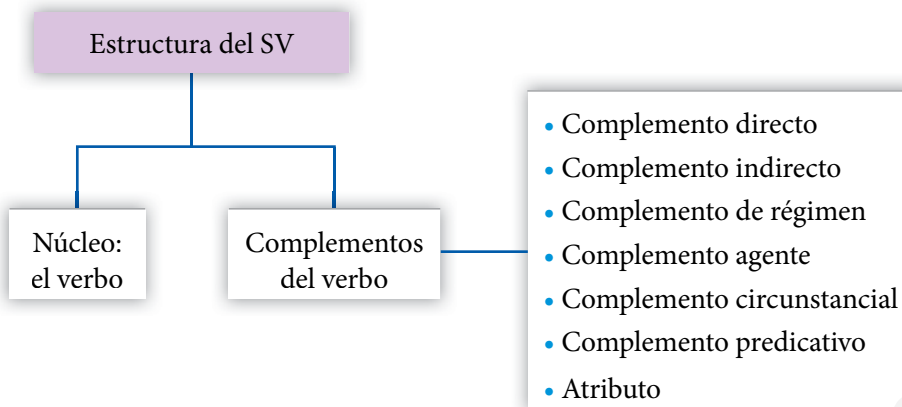 Estructura del SV
Núcleo:
el verbo
Complementos
del verbo
• Complemento directo
• Complemento indirecto
• Complemento de régimen
• Complemento agente
• Complemento circunstancial
• Complemento predicativo
• Atributo